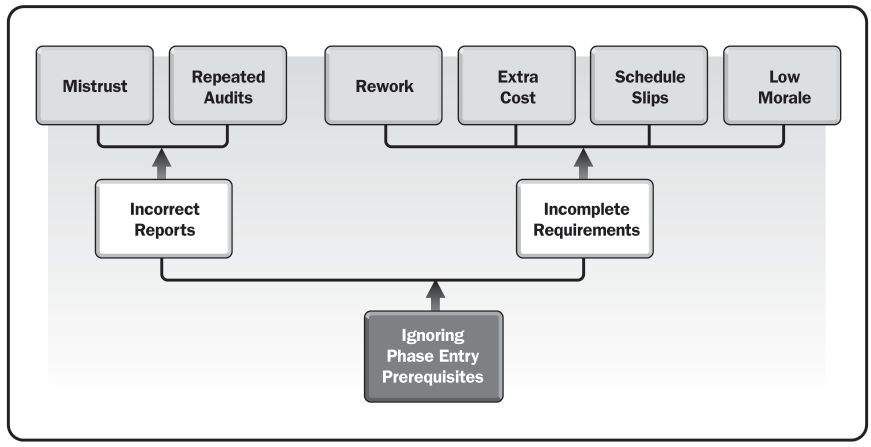 Mistrust
Repeated
Audits
Rework
Extra
Cost
Schedule
Slips
Low
Morale
Incorrect
Reports
Incomplete
Requirements
Ignoring
Phase Entry
Prerequisites